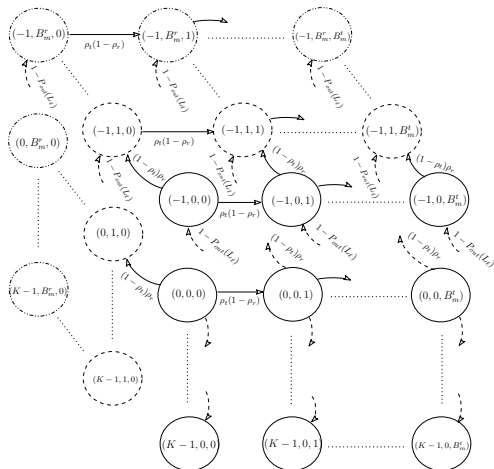 (−1, B_m^r, 0)
(−1, B_m^r, 1)
(−1, B_m^r, B_m^t)
ρ_t(1−ρ_r)
1−P_out(L_t)
1−P_out(L_t)
(0, B_m^r, 0)
(−1, 1, 0)
(−1, 1, 1)
(−1, 1, B_m^t)
ρ_t(1−ρ_r)
1−P_out(L_t)
(1−ρ_t)ρ_r
1−P_out(L_t)
(1−ρ_t)ρ_r
1−P_out(L_t)
(1−ρ_t)ρ_r
(−1, 0, 0)
(−1, 0, 1)
(−1, 0, B_m^t)
ρ_t(1−ρ_r)
(0, 1, 0)
1−P_out(L_t)
(1−ρ_t)ρ_r
1−P_out(L_t)
(1−ρ_t)ρ_r
1−P_out(L_t)
(1−ρ_t)ρ_r
(K−1, B_m^r, 0)
(0, 0, 0)
(0, 0, 1)
(0, 0, B_m^t)
ρ_t(1−ρ_r)
(K−1, 1, 0)
(K−1, 0, 0)
(K−1, 0, 1)
(K−1, 0, B_m^t)